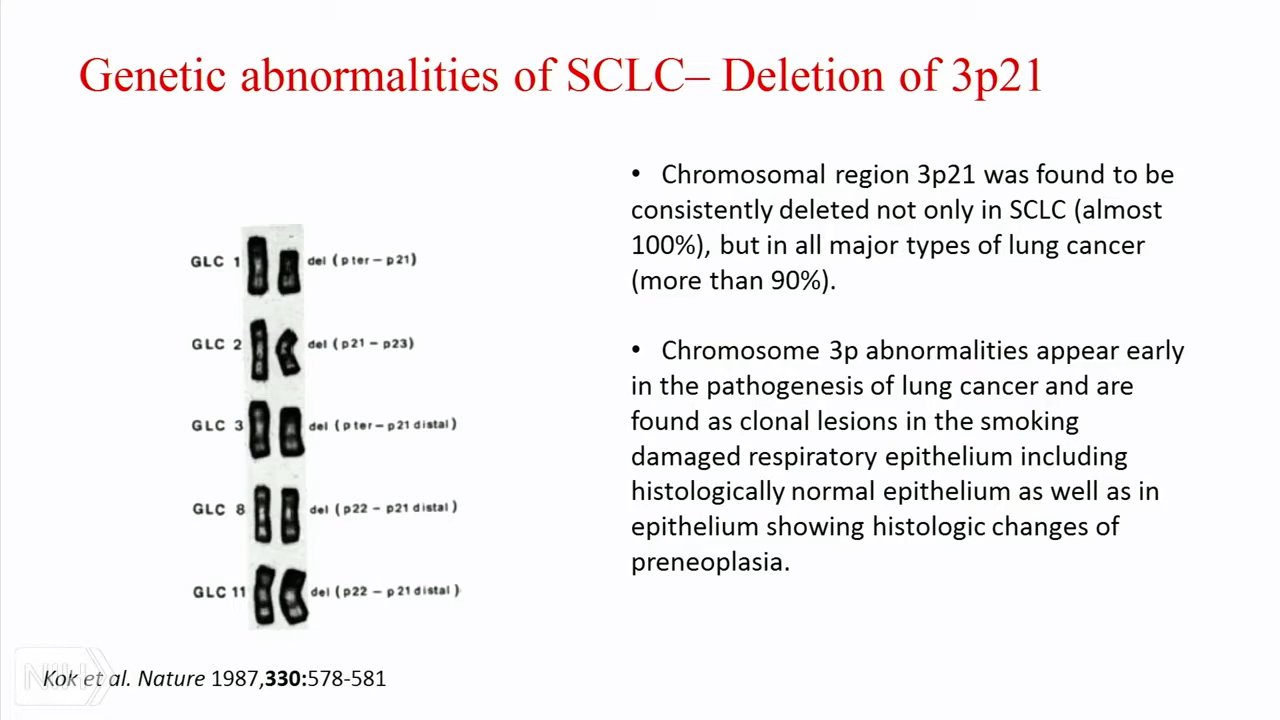 Genetic abnormalities of SCLC– Deletion of 3p21
• Chromosomal region 3p21 was found to be
consistently deleted not only in SCLC (almost
100%), but in all major types of lung cancer
(more than 90%).
• Chromosome 3p abnormalities appear early
in the pathogenesis of lung cancer and are
found as clonal lesions in the smoking
damaged respiratory epithelium including
histologically normal epithelium as well as in
epithelium showing histologic changes of
preneoplasia.
GLC 1 del (pter–p21)
GLC 2 del (p21–p23)
GLC 3 del (pter–p21 distal)
GLC 8 del (p22–p21 distal)
GLC 11 del (p22–p21 distal)
NIH
Kok et al. Nature 1987,330:578-581